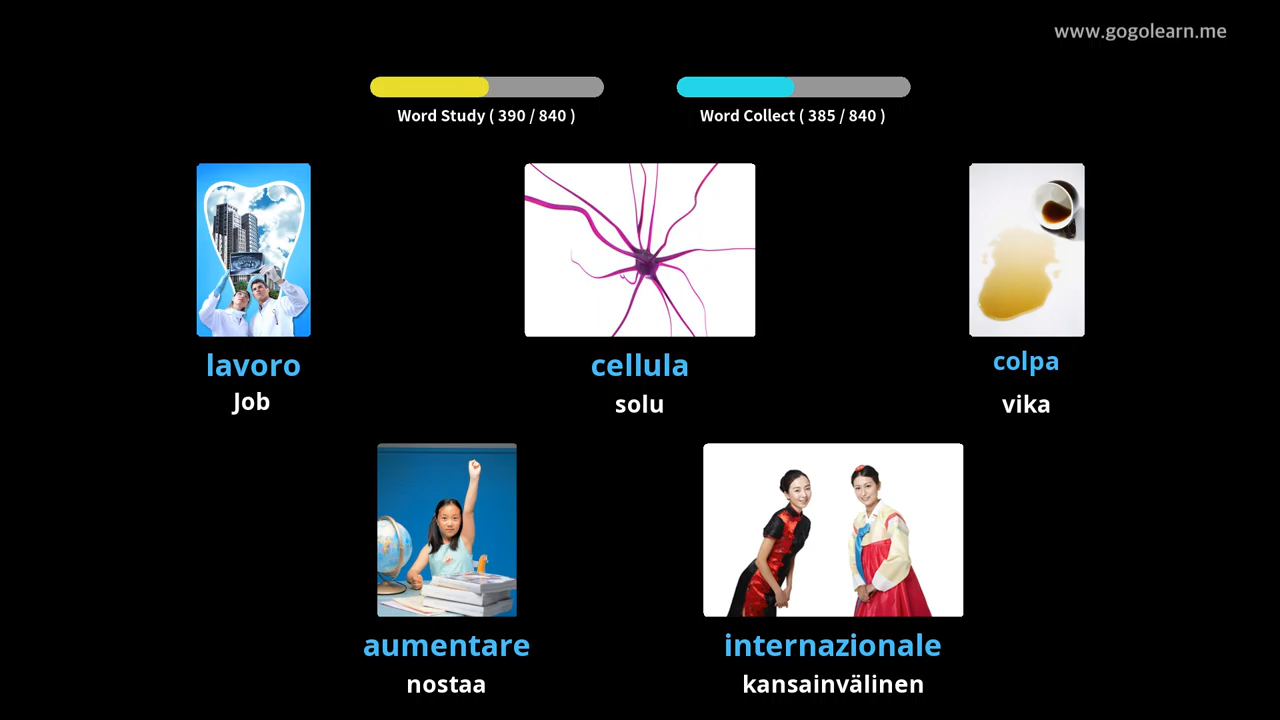 www.gogolearn.me
Word Study ( 390 / 840 )
Word Collect ( 385 / 840 )
lavoro
Job
cellula
solu
colpa
vika
aumentare
nostaa
internazionale
kansainvälinen